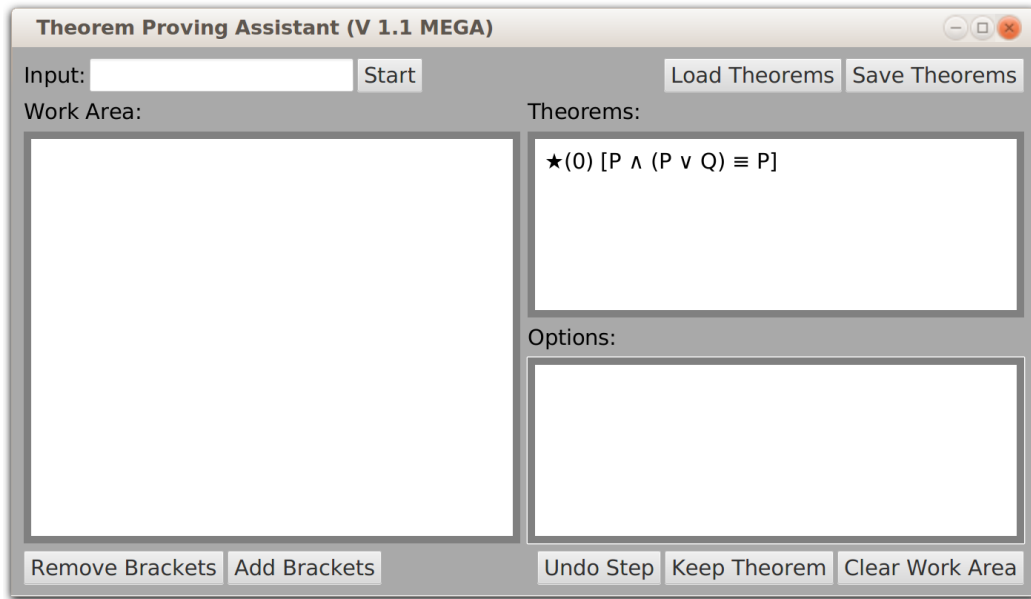 Theorem Proving Assistant (V 1.1 MEGA)
Input: Start Load Theorems Save Theorems
Work Area: Theorems:
★(0) [P ∧ (P ∨ Q) ≡ P]
Options:
Remove Brackets Add Brackets Undo Step Keep Theorem Clear Work Area